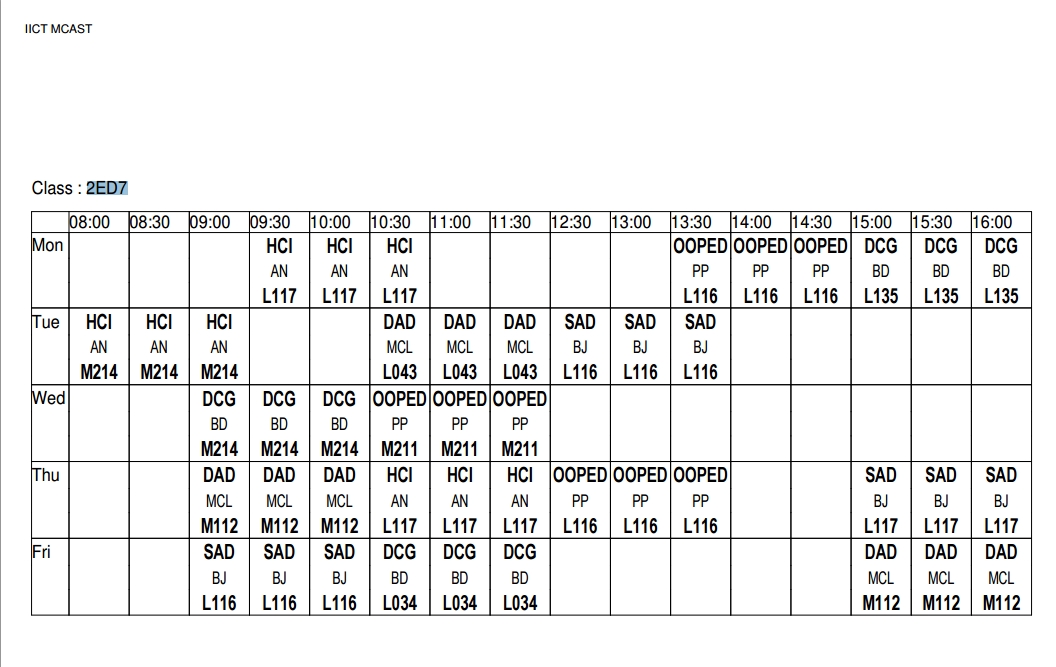 IICT MCAST
Class : 2ED7
08:00 08:30 09:00 09:30 10:00 10:30 11:00 11:30 12:30 13:00 13:30 14:00 14:30 15:00 15:30 16:00
Mon HCI HCI HCI OOPED OOPED OOPED DCG DCG DCG
AN AN AN PP PP PP BD BD BD
L117 L117 L117 L116 L116 L116 L135 L135 L135
Tue HCI HCI HCI DAD DAD DAD SAD SAD SAD
AN AN AN MCL MCL MCL BJ BJ BJ
M214 M214 M214 L043 L043 L043 L116 L116 L116
Wed DCG DCG DCG OOPED OOPED OOPED
BD BD BD PP PP PP
M214 M214 M214 M211 M211 M211
Thu DAD DAD DAD HCI HCI HCI OOPED OOPED OOPED SAD SAD SAD
MCL MCL MCL AN AN AN PP PP PP BJ BJ BJ
M112 M112 M112 L117 L117 L117 L116 L116 L116 L117 L117 L117
Fri SAD SAD SAD DCG DCG DCG DAD DAD DAD
BJ BJ BJ BD BD BD MCL MCL MCL
L116 L116 L116 L034 L034 L034 M112 M112 M112